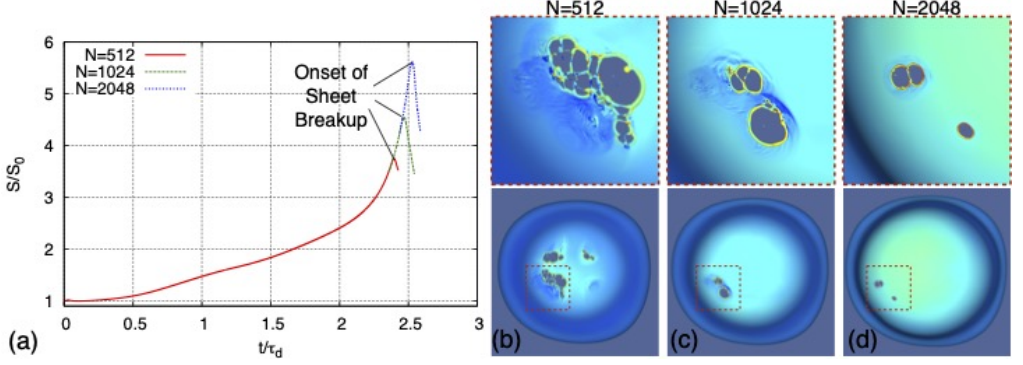 N=512
N=1024
N=2048
6
5
4
3
2
1
S/S0
N=512
N=1024
N=2048
Onset of
Sheet
Breakup
0
0.5
1
1.5
2
2.5
3
t/τd
(a)
(b)
(c)
(d)